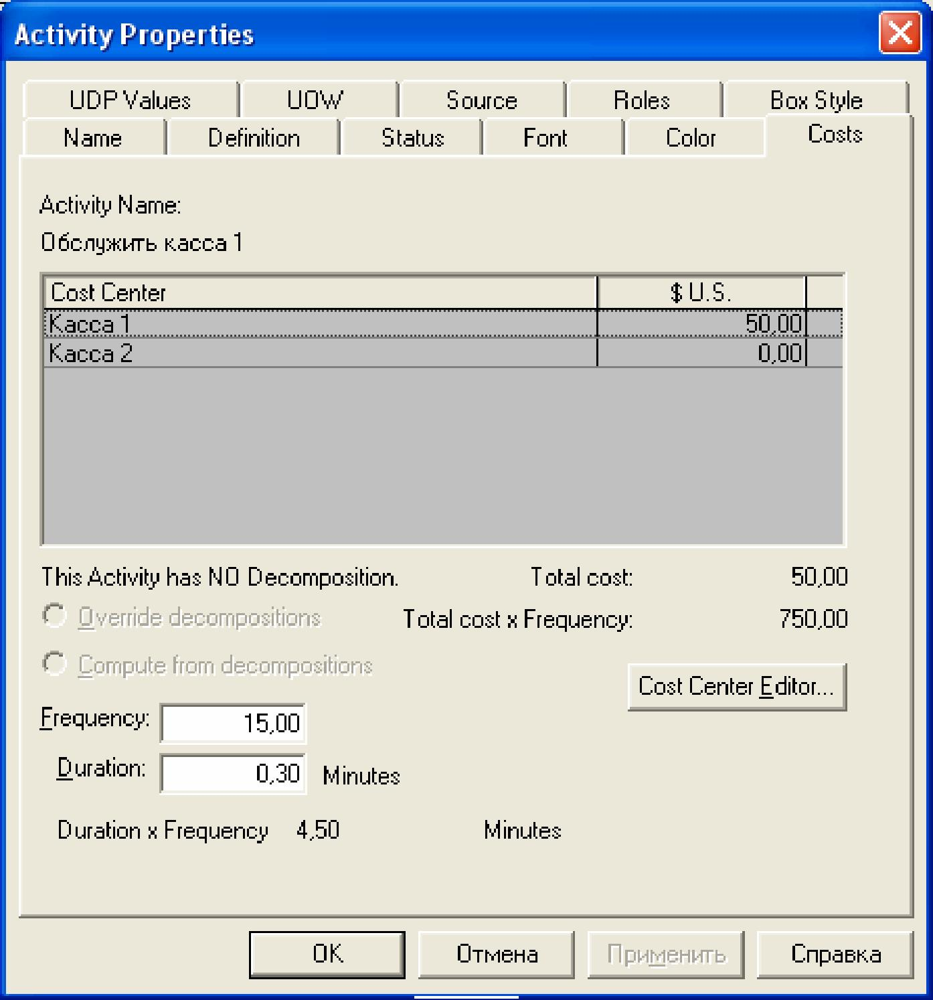 Activity Properties
UDP Values UOW Source Roles Box Style
Name Definition Status Font Color Costs
Activity Name:
Обслужить касса 1
Cost Center $ U.S.
Касса 1 50,00
Касса 2 0,00
This Activity has NO Decomposition. Total cost: 50,00
Override decompositions Total cost x Frequency: 750,00
Compute from decompositions
Cost Center Editor...
Frequency: 15,00
Duration: 0,30 Minutes
Duration x Frequency 4,50 Minutes
OK Отмена Применить Справка